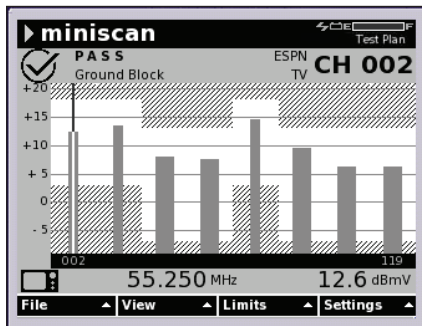 miniscan
E F
Test Plan
PASS
Ground Block
ESPN
TV
CH 002
+20
+15
+10
+ 5
0
- 5
002 119
55.250 MHz 12.6 dBmV
File View Limits Settings